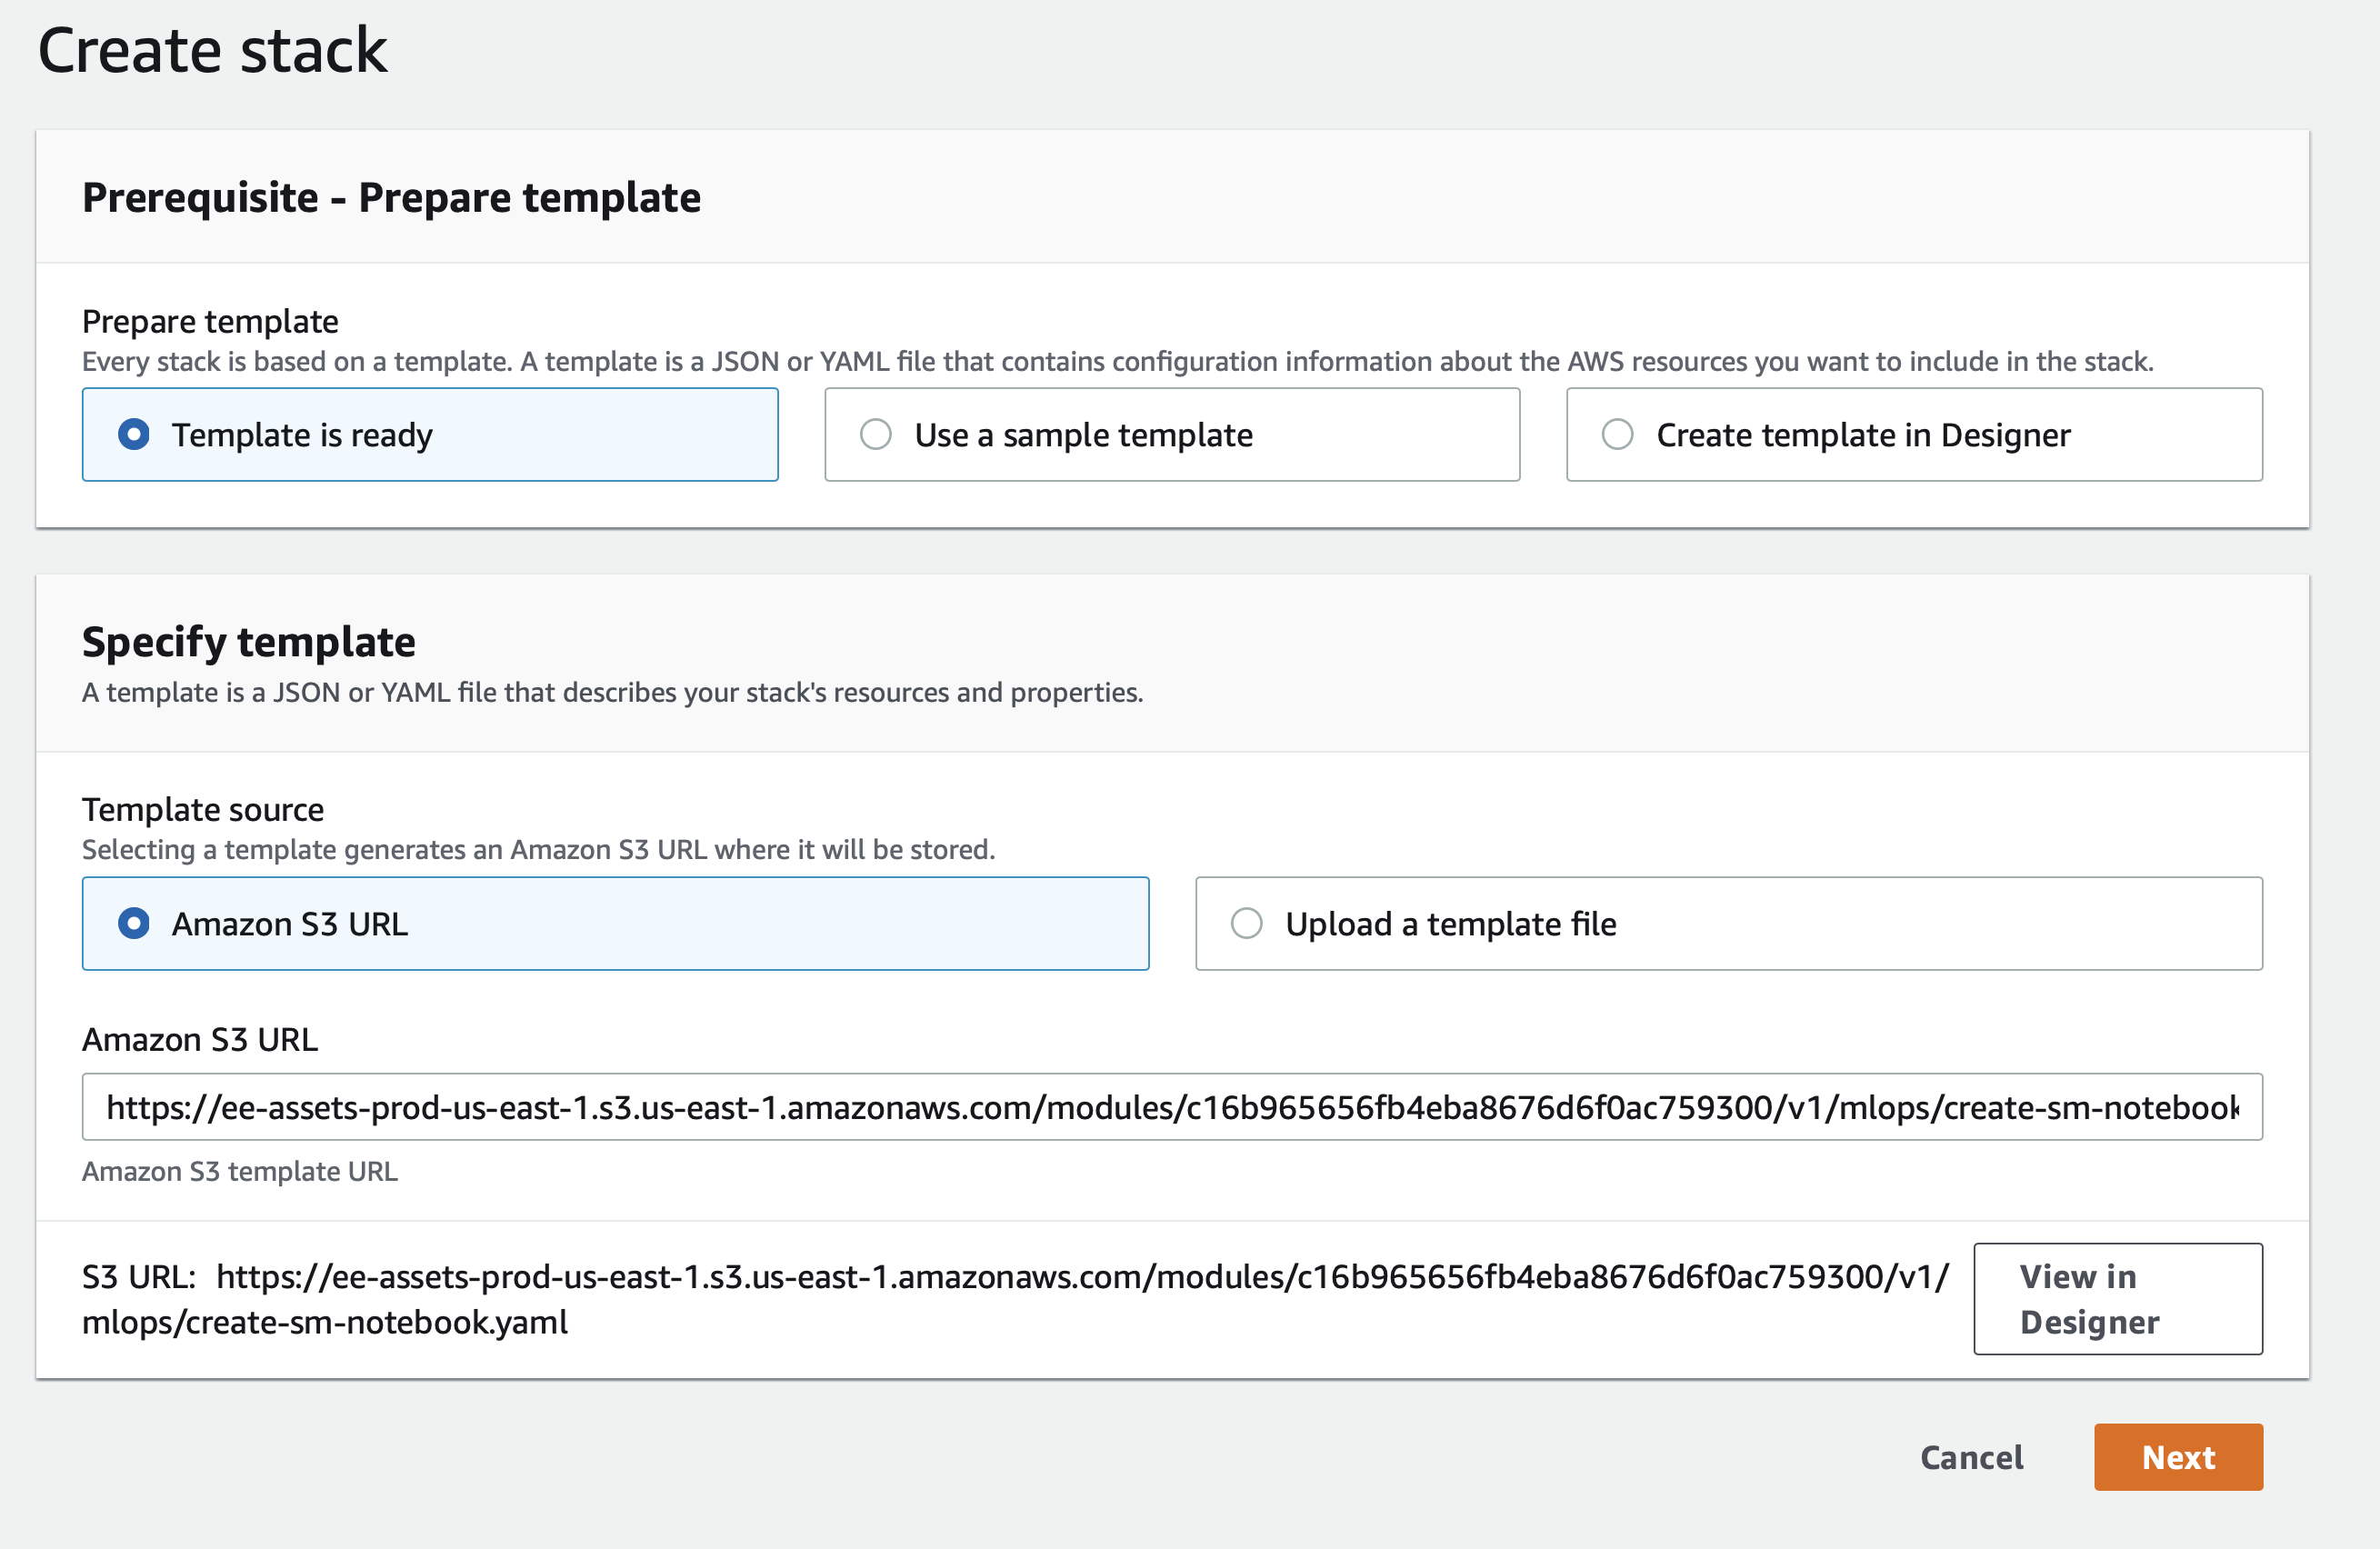 Create stack
Prerequisite - Prepare template
Prepare template
Every stack is based on a template. A template is a JSON or YAML file that contains configuration information about the AWS resources you want to include in the stack.
Template is ready
Use a sample template
Create template in Designer
Specify template
A template is a JSON or YAML file that describes your stack's resources and properties.
Template source
Selecting a template generates an Amazon S3 URL where it will be stored.
Amazon S3 URL
Upload a template file
Amazon S3 URL
https://ee-assets-prod-us-east-1.s3.us-east-1.amazonaws.com/modules/c16b965656fb4eba8676d6f0ac759300/v1/mlops/create-sm-notebook
Amazon S3 template URL
S3 URL: https://ee-assets-prod-us-east-1.s3.us-east-1.amazonaws.com/modules/c16b965656fb4eba8676d6f0ac759300/v1/
mlops/create-sm-notebook.yaml
View in
Designer
Cancel
Next